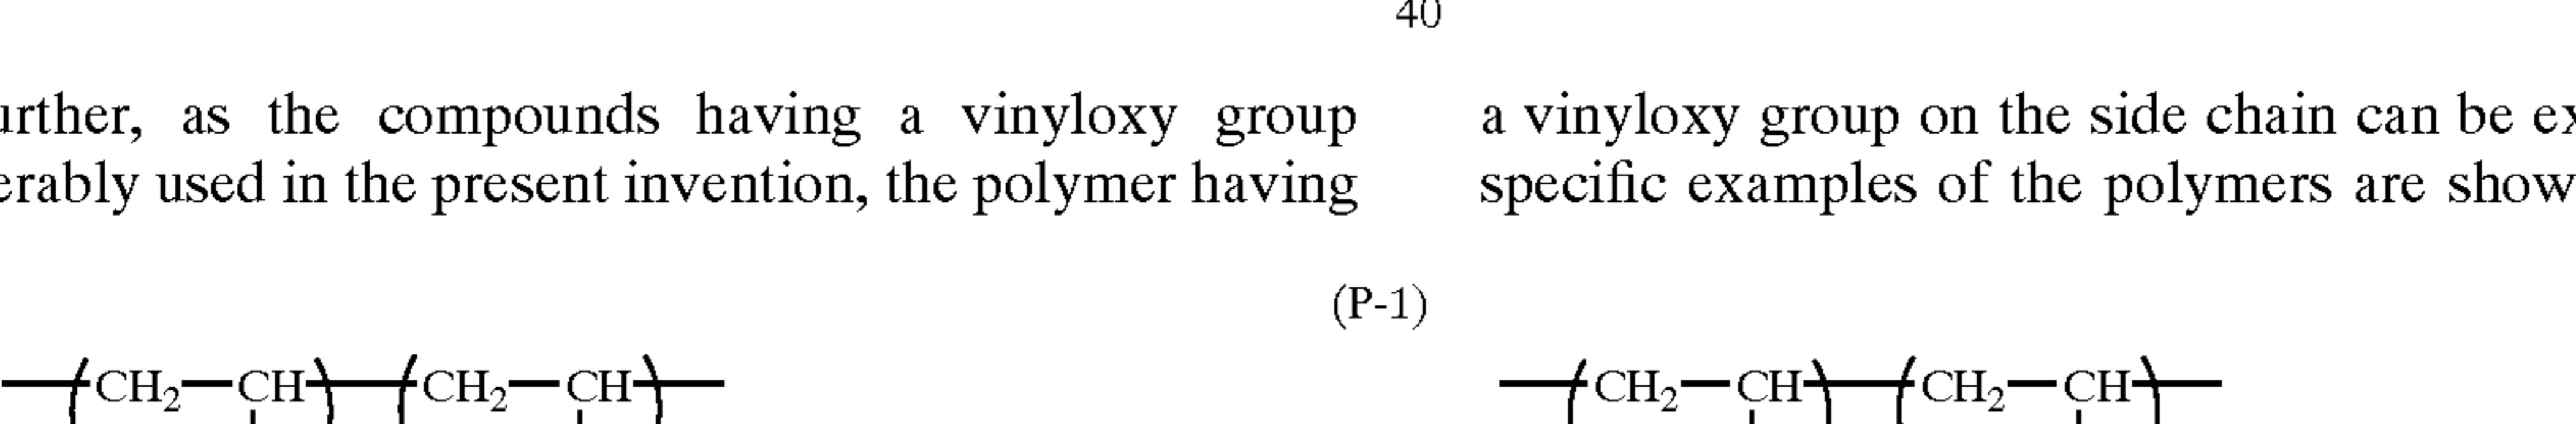 40
urther, as the compounds having a vinyloxy group
erably used in the present invention, the polymer having
a vinyloxy group on the side chain can be ex
specific examples of the polymers are show
(P-1)
CH₂—CH CH₂—CH
CH₂—CH CH₂—CH